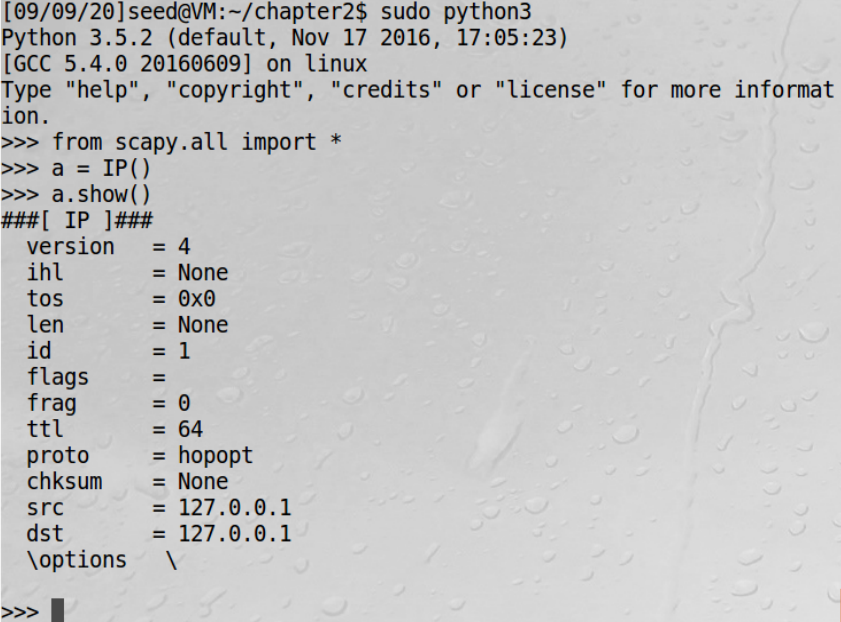 [09/09/20]seed@VM:~/chapter2$ sudo python3
Python 3.5.2 (default, Nov 17 2016, 17:05:23)
[GCC 5.4.0 20160609] on linux
Type "help", "copyright", "credits" or "license" for more informat
ion.
>>> from scapy.all import *
>>> a = IP()
>>> a.show()
###[ IP ]###
  version   = 4
  ihl       = None
  tos       = 0x0
  len       = None
  id        = 1
  flags     =
  frag      = 0
  ttl       = 64
  proto     = hopopt
  chksum    = None
  src       = 127.0.0.1
  dst       = 127.0.0.1
  \options   \
>>>